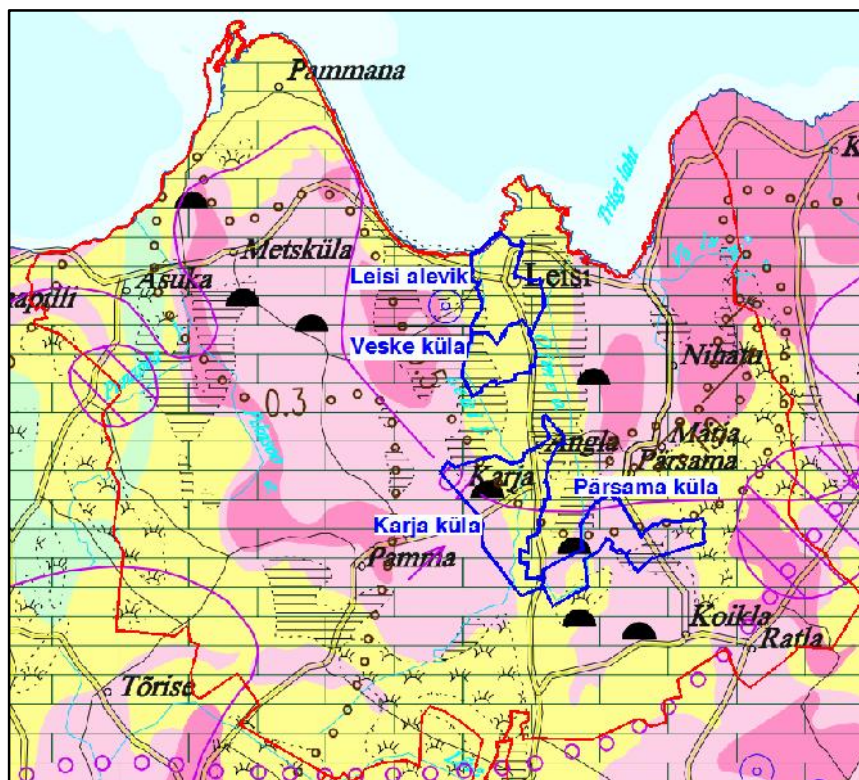 Pammana
Triigi laht
K
Metsküla
Asuka
Leisi alevik
Leisi
Veske küla
Nihatu
0.3
Angla
Mätja
Pärsama
Karja
Pärsama küla
Karja küla
Pamma
Koikla
Ratla
Tõrise